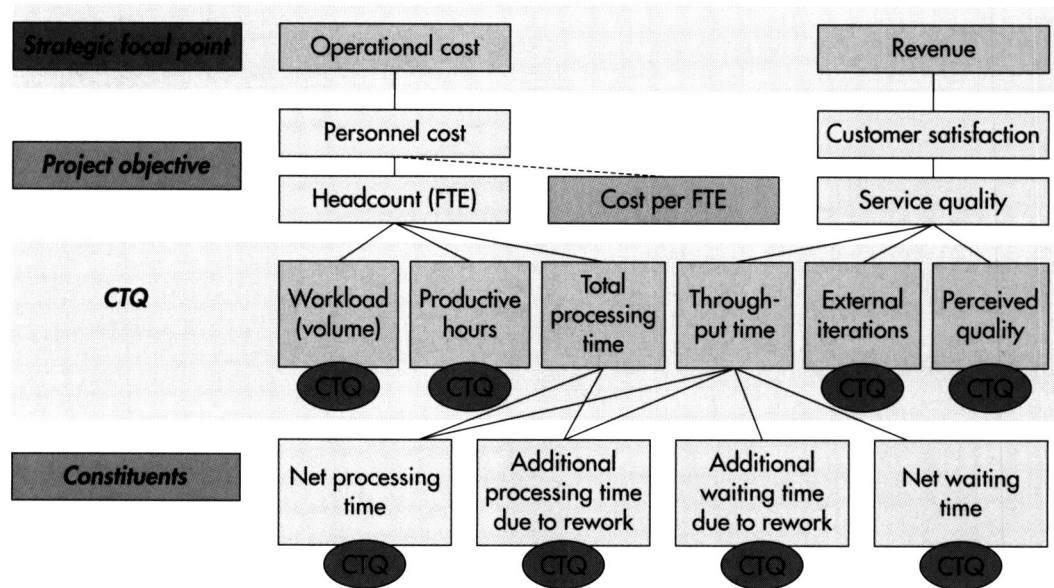 Strategic focal point
Operational cost
Revenue
Personnel cost
Customer satisfaction
Project objective
Headcount (FTE)
Cost per FTE
Service quality
CTQ
Workload
(volume)
Productive
hours
Total
processing
time
Through-
put time
External
iterations
Perceived
quality
CTQ
CTQ
CTQ
CTQ
Constituents
Net processing
time
Additional
processing time
due to rework
Additional
waiting time
due to rework
Net waiting
time
CTQ
CTQ
CTQ
CTQ